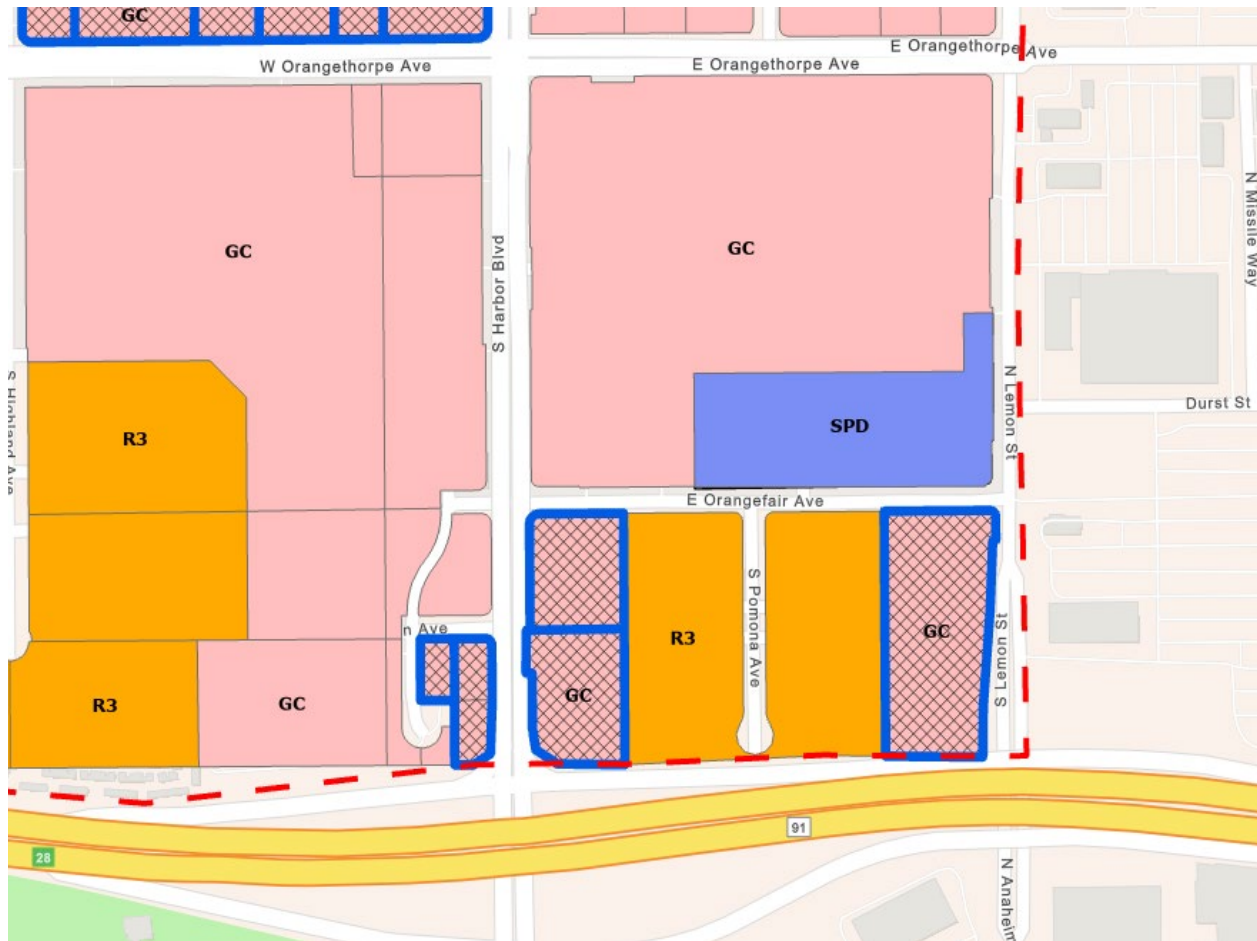 GC
E Orangethorpe Ave
W Orangethorpe Ave
E Orangethorpe Ave
N Missile Way
GC
GC
S Harbor Blvd
S Highland Ave
R3
N Lemon St
Durst St
SPD
E Orangefair Ave
S Pomona Ave
n Ave
R3
GC
S Lemon St
GC
R3
GC
91
28
N Anaheim